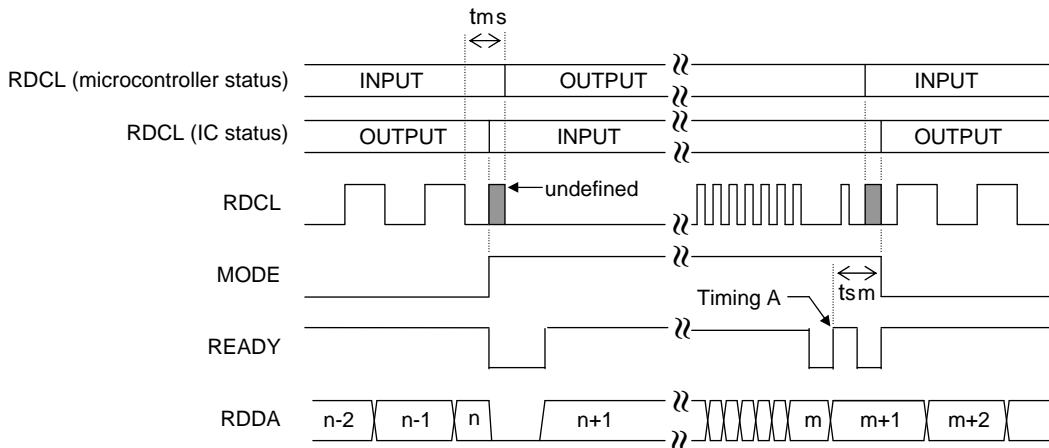 tms
RDCL (microcontroller status) INPUT OUTPUT INPUT
RDCL (IC status) OUTPUT INPUT OUTPUT
RDCL undefined
MODE
Timing A tsm
READY
RDDA n-2 n-1 n n+1 m m+1 m+2